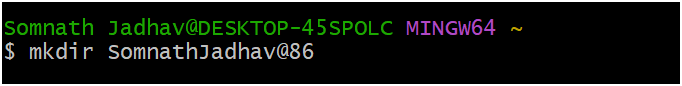 Somnath Jadhav@DESKTOP-45SPOLC MINGW64 ~
$ mkdir SomnathJadhav@86